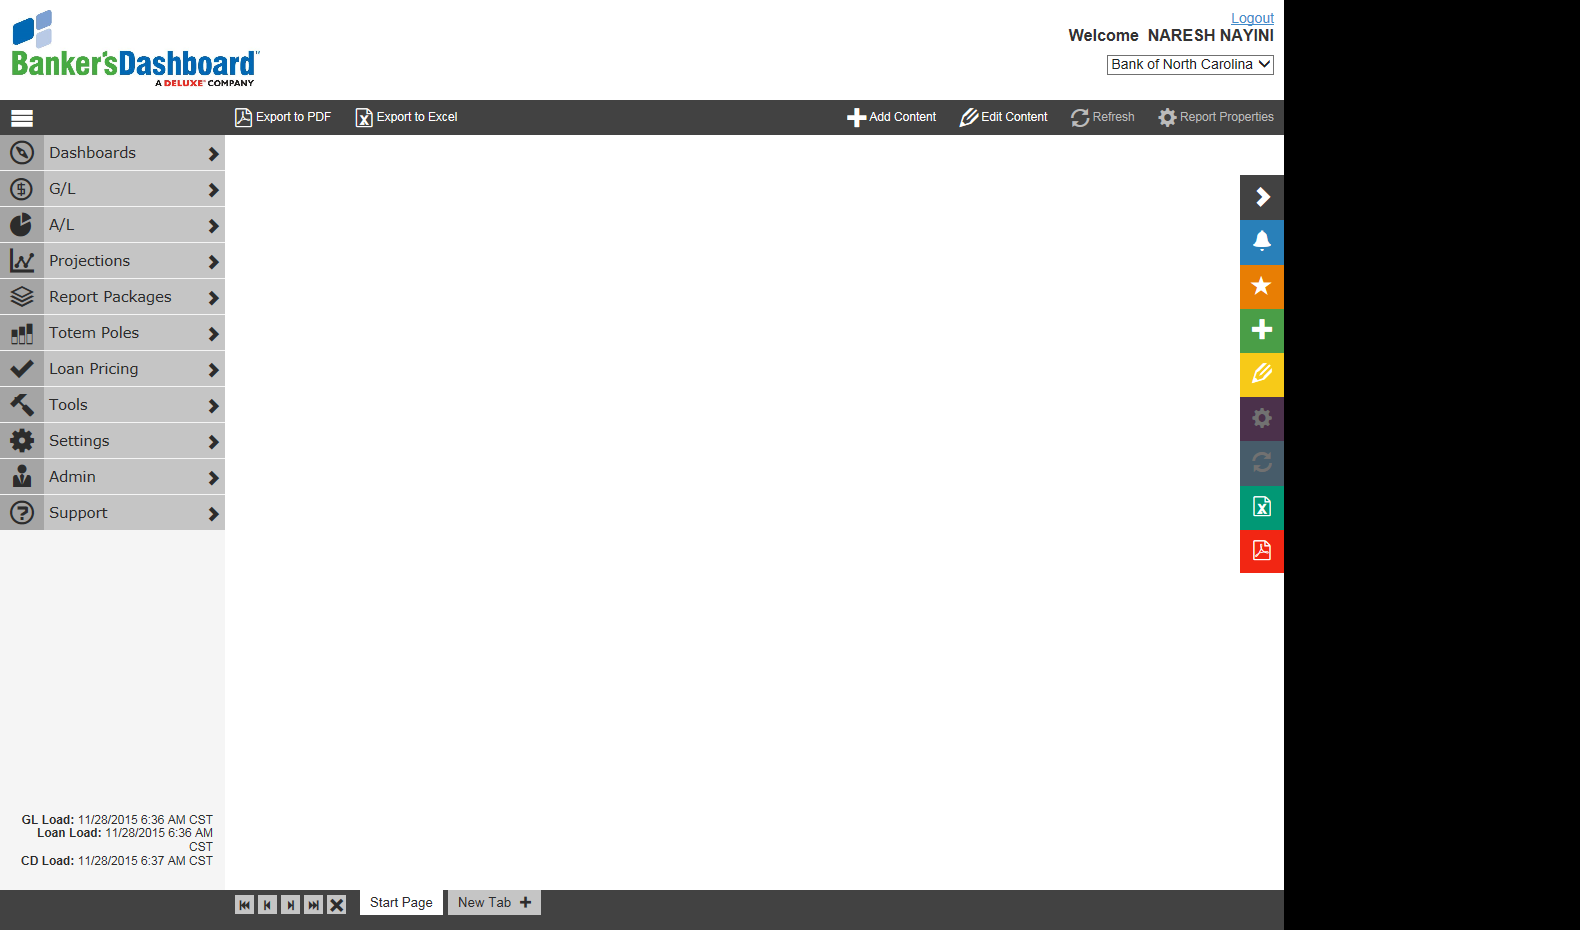 Banker'sDashboard
A DELUXE COMPANY
Logout
Welcome NARESH NAYINI
Bank of North Carolina
Export to PDF
Export to Excel
Add Content
Edit Content
Refresh
Report Properties
Dashboards
G/L
A/L
Projections
Report Packages
Totem Poles
Loan Pricing
Tools
Settings
Admin
Support
GL Load: 11/28/2015 6:36 AM CST
Loan Load: 11/28/2015 6:36 AM
CST
CD Load: 11/28/2015 6:37 AM CST
Start Page
New Tab